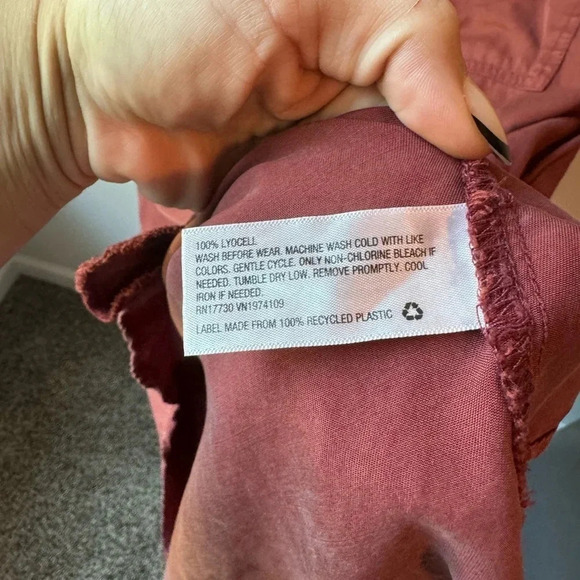 100% LYOCELL
WASH BEFORE WEAR. MACHINE WASH COLD WITH LIKE
COLORS. GENTLE CYCLE. ONLY NON-CHLORINE BLEACH IF
NEEDED. TUMBLE DRY LOW. REMOVE PROMPTLY. COOL
IRON IF NEEDED.
RN17730 VN1974109
LABEL MADE FROM 100% RECYCLED PLASTIC